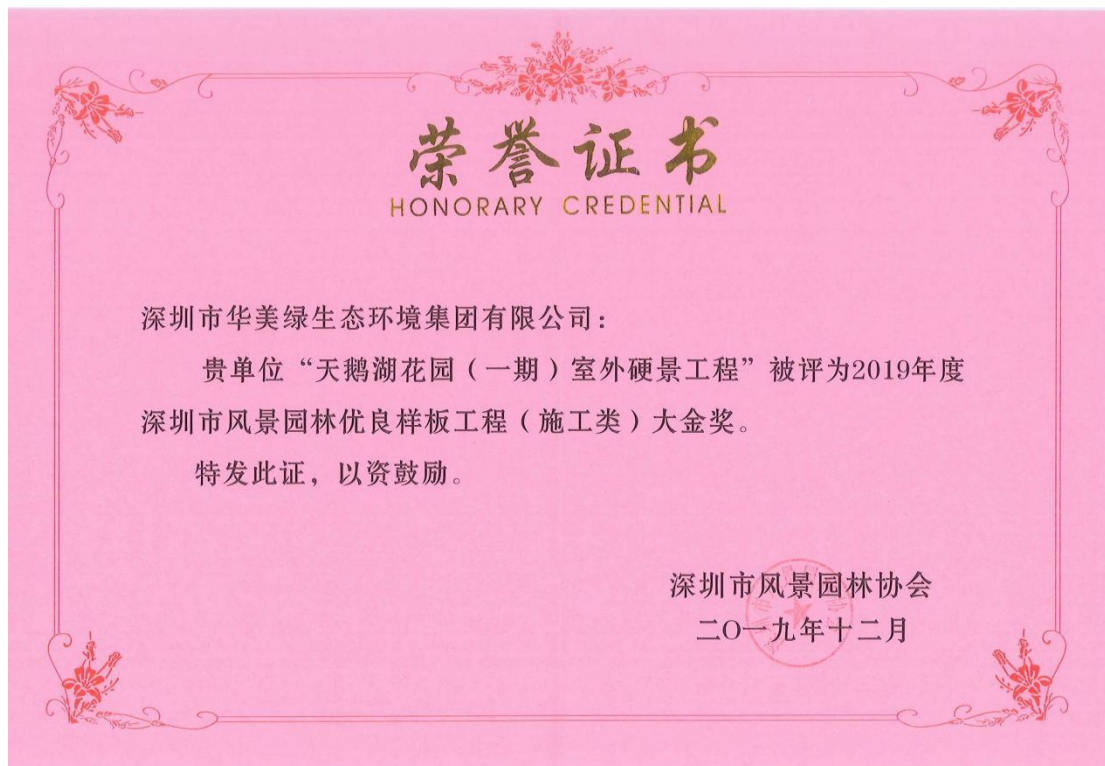 荣誉证书
HONORARY CREDENTIAL
深圳市华美绿生态环境集团有限公司：
贵单位“天鹅湖花园（一期）室外硬景工程”被评为2019年度
深圳市风景园林优良样板工程（施工类）大金奖。
特发此证，以资鼓励。
深圳市风景园林协会
二O一九年十二月